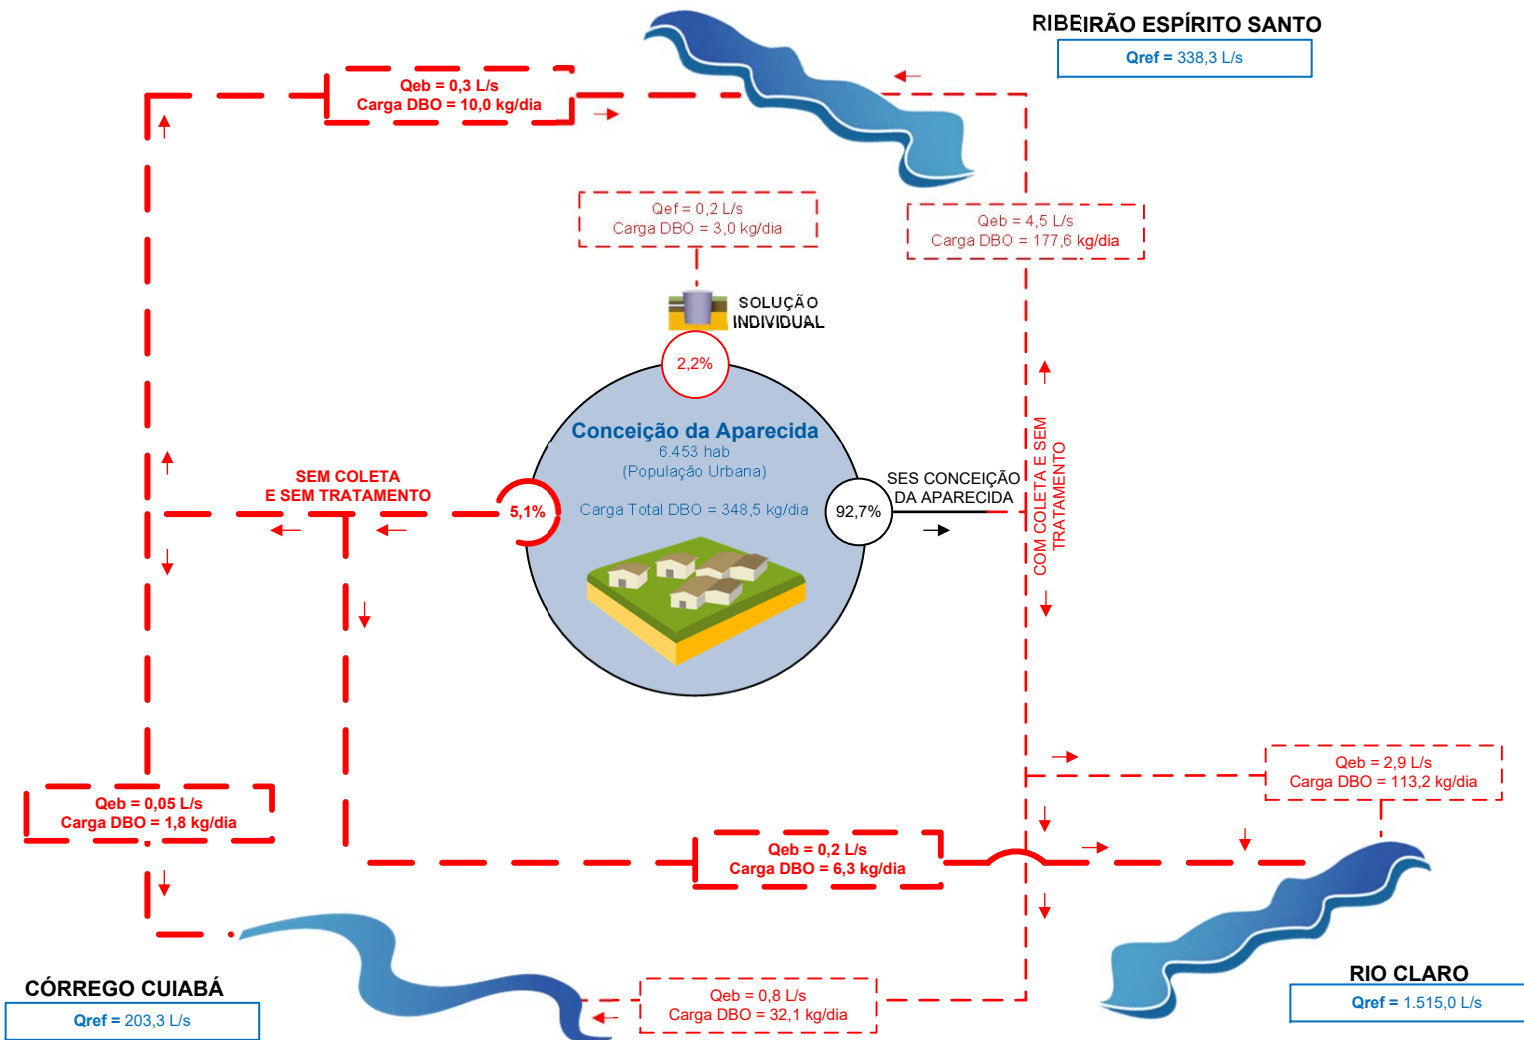 RIBEIRÃO ESPÍRITO SANTO
Qref = 338,3 L/s
Qeb = 0,3 L/s
Carga DBO = 10,0 kg/dia
Qef = 0,2 L/s
Carga DBO = 3,0 kg/dia
Qeb = 4,5 L/s
Carga DBO = 177,6 kg/dia
SOLUÇÃO
INDIVIDUAL
2,2%
Conceição da Aparecida
6.453 hab
(População Urbana)
Carga Total DBO = 348,5 kg/dia
SEM COLETA
E SEM TRATAMENTO
5,1%
92,7%
SES CONCEIÇÃO
DA APARECIDA
COM COLETA E SEM
TRATAMENTO
Qeb = 2,9 L/s
Carga DBO = 113,2 kg/dia
Qeb = 0,05 L/s
Carga DBO = 1,8 kg/dia
Qeb = 0,2 L/s
Carga DBO = 6,3 kg/dia
CÓRREGO CUIABÁ
Qref = 203,3 L/s
Qeb = 0,8 L/s
Carga DBO = 32,1 kg/dia
RIO CLARO
Qref = 1.515,0 L/s